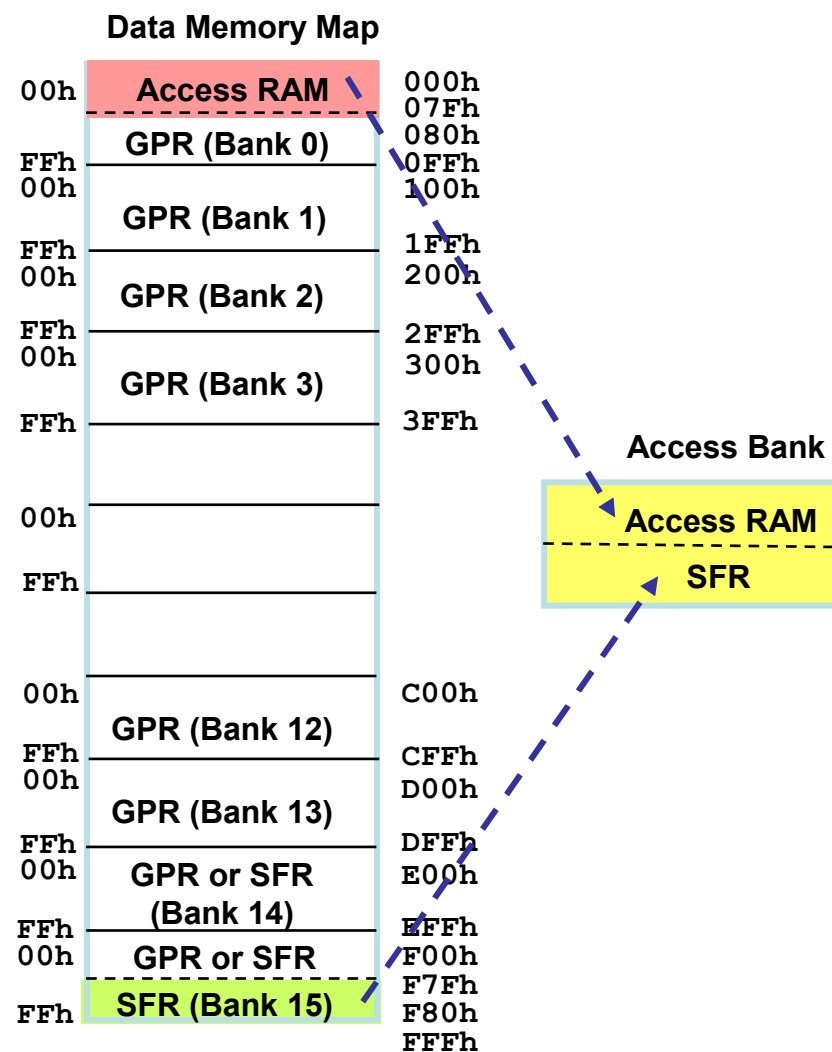 Data Memory Map
00h
Access RAM
000h
07Fh
GPR (Bank 0)
080h
FFh
0FFh
00h
100h
GPR (Bank 1)
FFh
1FFh
00h
200h
GPR (Bank 2)
FFh
2FFh
00h
300h
GPR (Bank 3)
FFh
3FFh
Access Bank
00h
Access RAM
SFR
FFh
00h
C00h
GPR (Bank 12)
FFh
CFFh
00h
D00h
GPR (Bank 13)
FFh
DFFh
00h
GPR or SFR
E00h
(Bank 14)
FFh
EFFh
00h
GPR or SFR
F00h
F7Fh
FFh
SFR (Bank 15)
F80h
FFFh